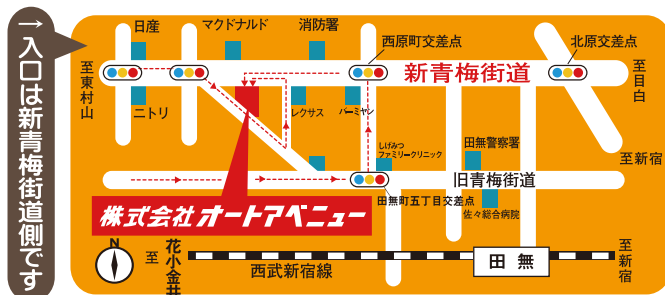 →入口は新青梅街道側です
日産
マクドナルド
消防署
西原町交差点
北原交差点
至東村山
新青梅街道
至目白
ニトリ
レクサス
バーミヤン
しげみつ
ファミリークリニック
田無警察署
至新宿
旧青梅街道
株式会社オートアベニュー
田無町五丁目交差点
佐々総合病院
N
至花小金井
西武新宿線
田無
至新宿